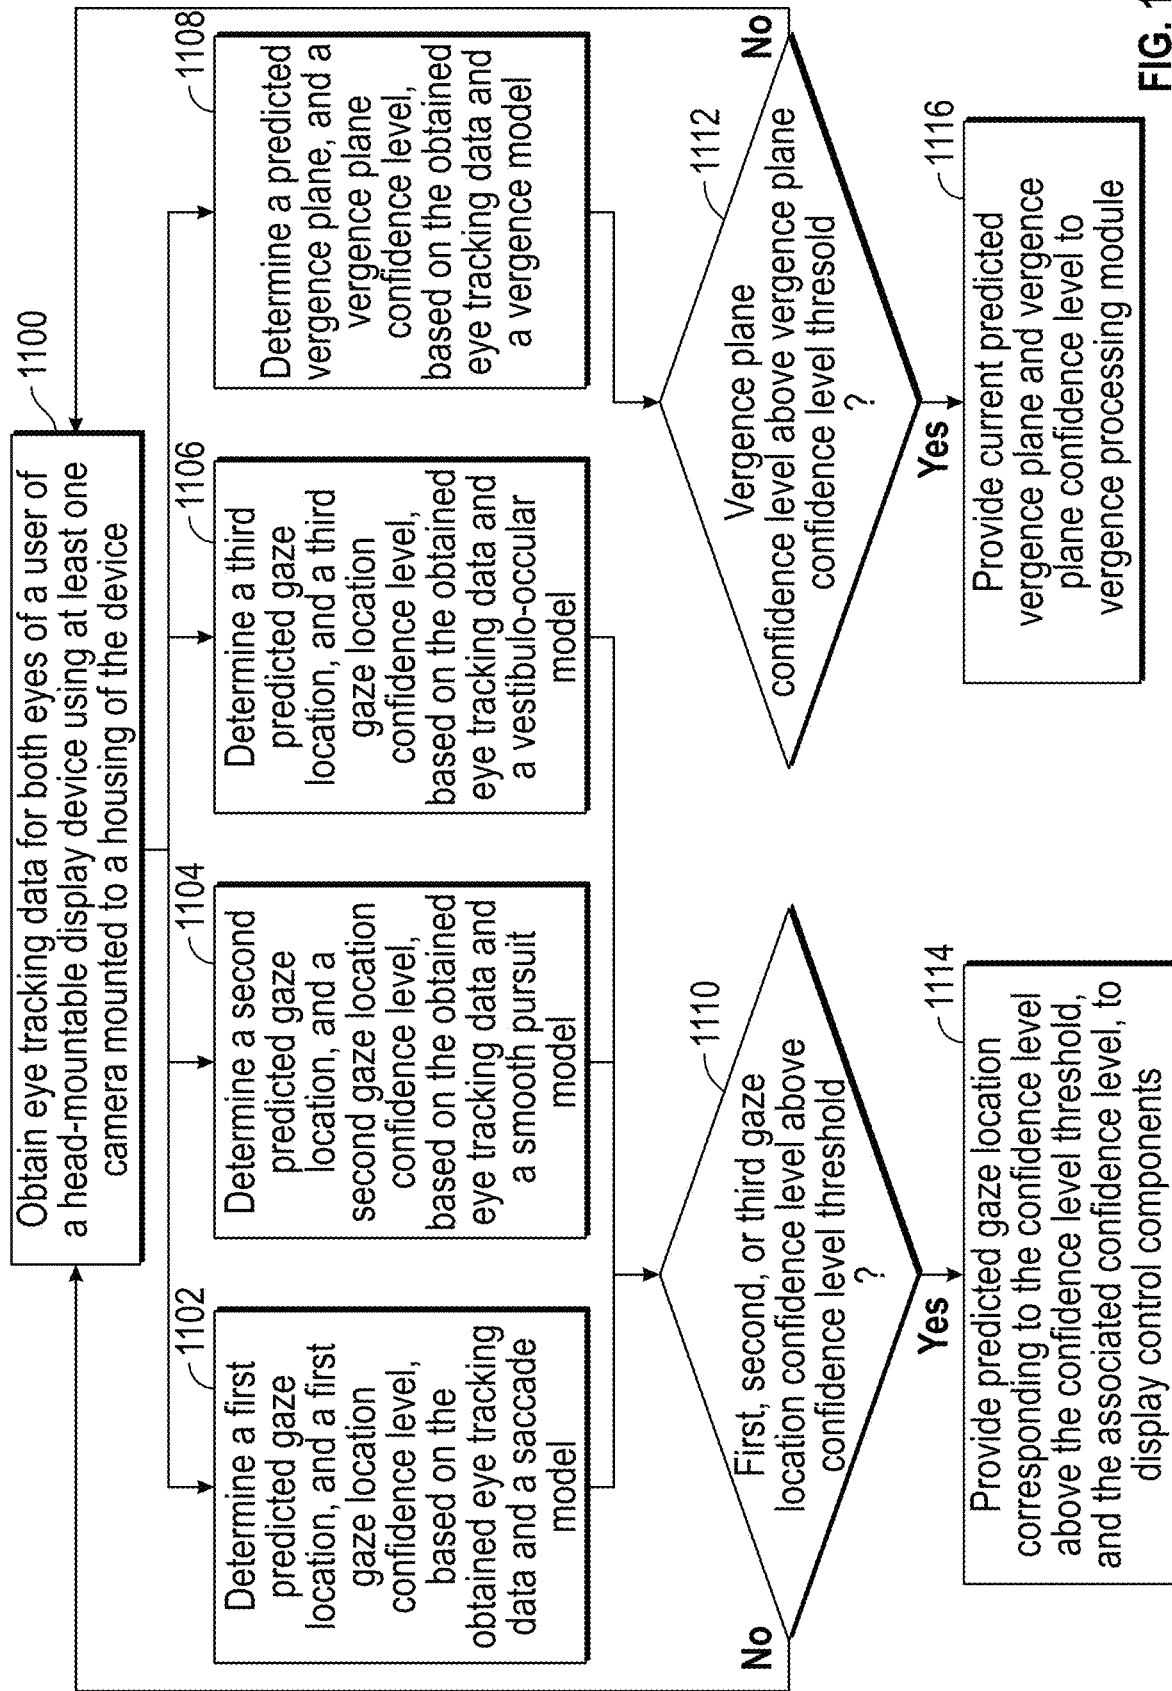 1100
Obtain eye tracking data for both eyes of a user of
a head-mountable display device using at least one
camera mounted to a housing of the device
1102
Determine a first
predicted gaze
location, and a first
gaze location
confidence level,
based on the
obtained eye tracking
data and a saccade
model
1104
Determine a second
predicted gaze
location, and a
second gaze location
confidence level,
based on the obtained
eye tracking data and
a smooth pursuit
model
1106
Determine a third
predicted gaze
location, and a third
gaze location
confidence level,
based on the obtained
eye tracking data and
a vestibulo-occular
model
1108
Determine a predicted
vergence plane, and a
vergence plane
confidence level,
based on the obtained
eye tracking data and
a vergence model
1110
First, second, or third gaze
location confidence level above
confidence level threshold
?
No
Yes
1112
Vergence plane
confidence level above vergence plane
confidence level thresold
?
No
Yes
1114
Provide predicted gaze location
corresponding to the confidence level
above the confidence level threshold,
and the associated confidence level, to
display control components
1116
Provide current predicted
vergence plane and vergence
plane confidence level to
vergence processing module
FIG.